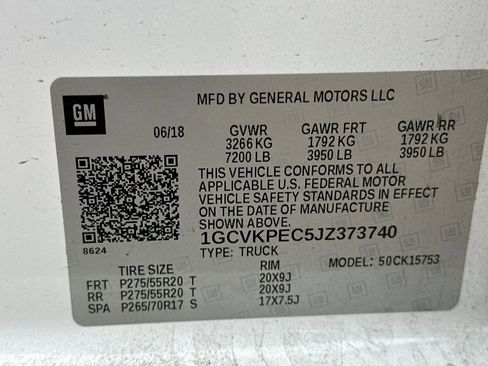 GM
MFD BY GENERAL MOTORS LLC
06/18 GVWR GAWR FRT GAWR RR
3266 KG 1792 KG 1792 KG
7200 LB 3950 LB 3950 LB
THIS VEHICLE CONFORMS TO ALL
APPLICABLE U.S. FEDERAL MOTOR
VEHICLE SAFETY STANDARDS IN EFFECT
ON THE DATE OF MANUFACTURE
SHOWN ABOVE.
8624
1GCVKPEC5JZ373740
TYPE: TRUCK MODEL: 50CK15753
TIRE SIZE RIM
FRT P275/55R20 T 20X9J
RR P275/55R20 T 20X9J
SPA P265/70R17 S 17X7.5J